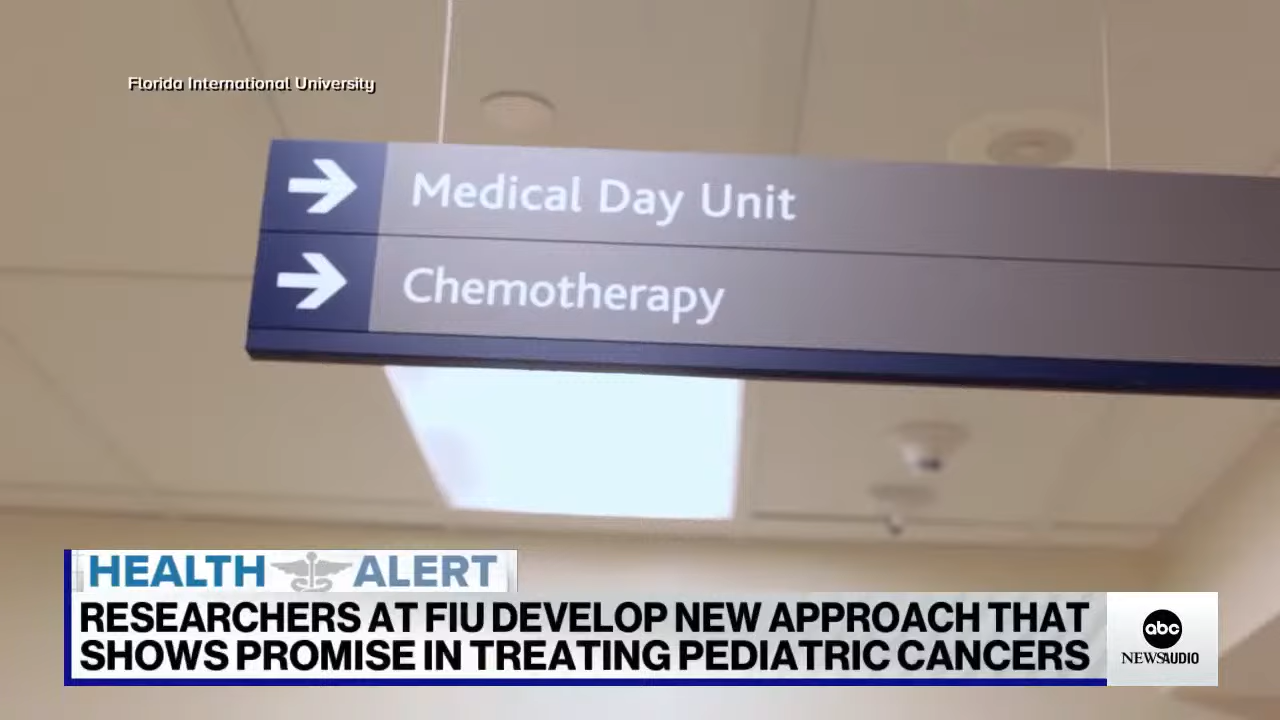 Florida International University
Medical Day Unit
Chemotherapy
HEALTH ALERT
RESEARCHERS AT FIU DEVELOP NEW APPROACH THAT
SHOWS PROMISE IN TREATING PEDIATRIC CANCERS
abc
NEWSAUDIO